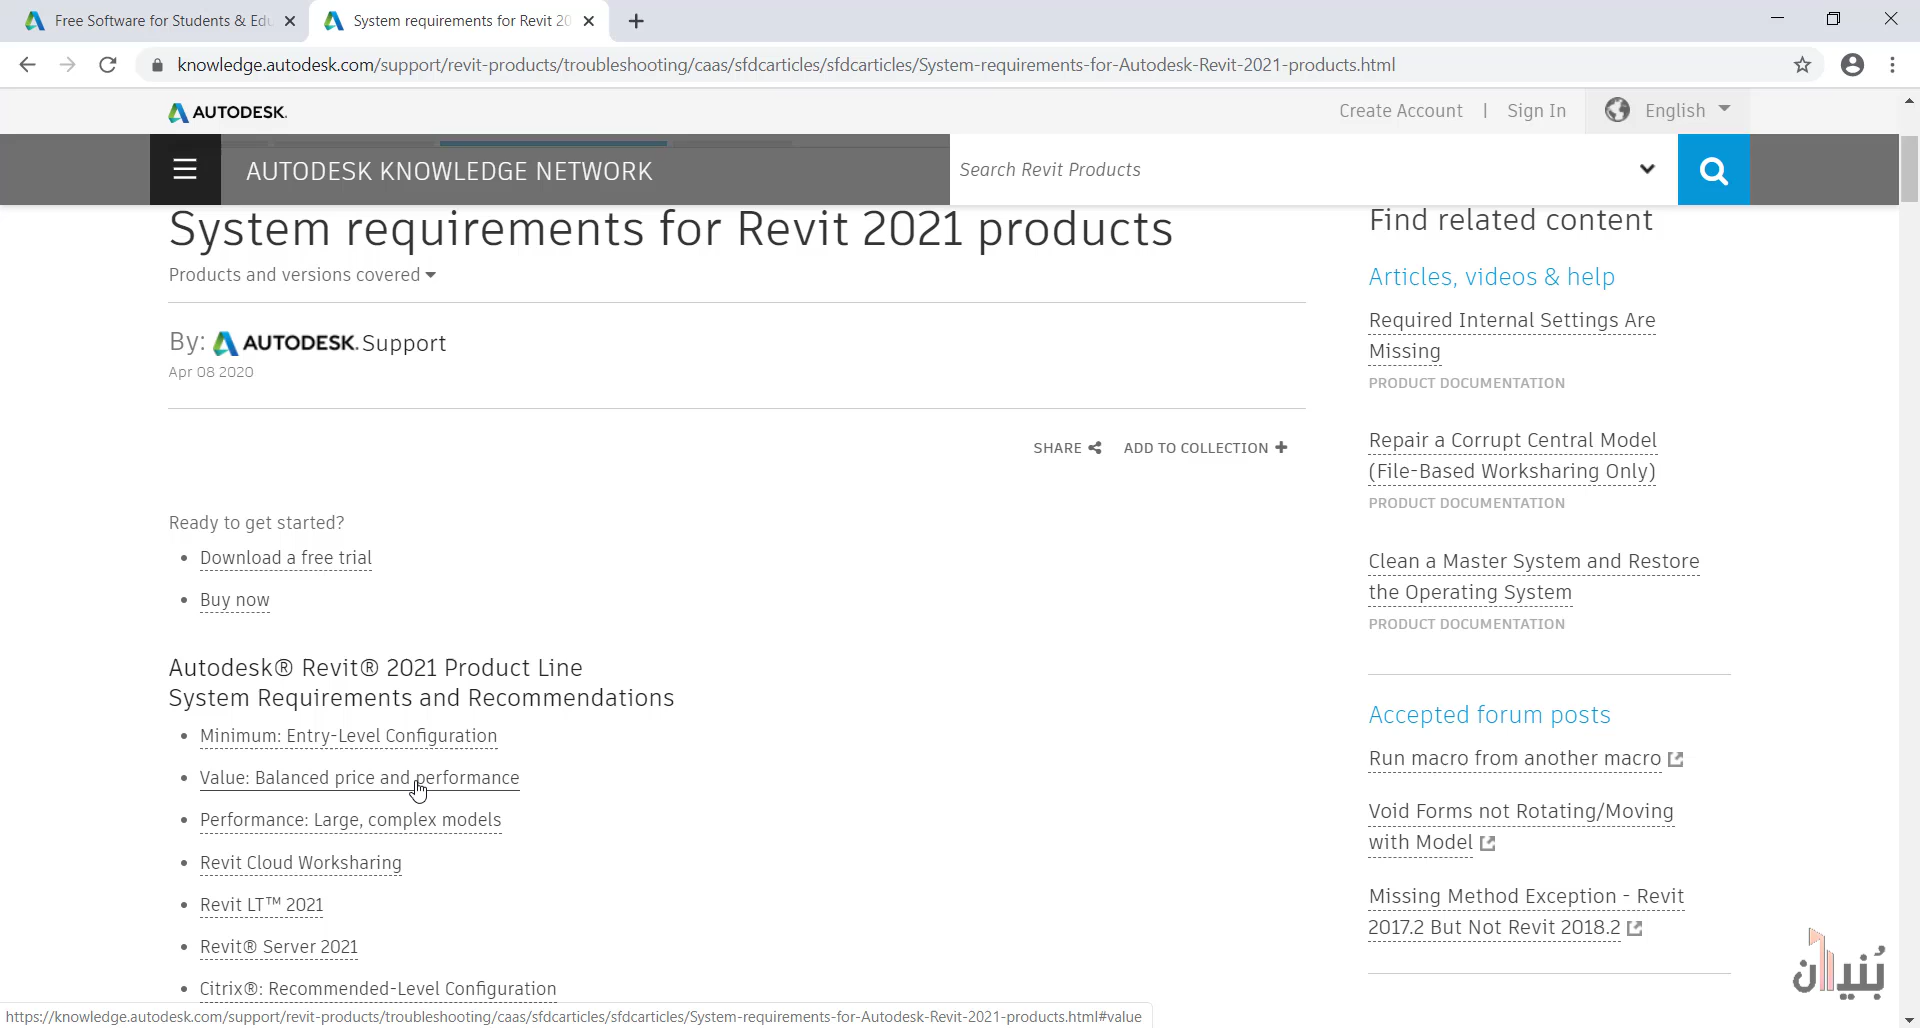 Free Software for Students & Edu
System requirements for Revit 20
knowledge.autodesk.com/support/revit-products/troubleshooting/caas/sfdcarticles/sfdcarticles/System-requirements-for-Autodesk-Revit-2021-products.html
AUTODESK.
Create Account | Sign In
English
AUTODESK KNOWLEDGE NETWORK
Search Revit Products
System requirements for Revit 2021 products
Products and versions covered
By: AUTODESK. Support
Apr 08 2020
SHARE
ADD TO COLLECTION
Ready to get started?
• Download a free trial
• Buy now
Autodesk® Revit® 2021 Product Line
System Requirements and Recommendations
• Minimum: Entry-Level Configuration
• Value: Balanced price and performance
• Performance: Large, complex models
• Revit Cloud Worksharing
• Revit LT™ 2021
• Revit® Server 2021
• Citrix®: Recommended-Level Configuration
Find related content
Articles, videos & help
Required Internal Settings Are
Missing
PRODUCT DOCUMENTATION
Repair a Corrupt Central Model
(File-Based Worksharing Only)
PRODUCT DOCUMENTATION
Clean a Master System and Restore
the Operating System
PRODUCT DOCUMENTATION
Accepted forum posts
Run macro from another macro
Void Forms not Rotating/Moving
with Model
Missing Method Exception - Revit
2017.2 But Not Revit 2018.2
بُنيان
https://knowledge.autodesk.com/support/revit-products/troubleshooting/caas/sfdcarticles/sfdcarticles/System-requirements-for-Autodesk-Revit-2021-products.html#value